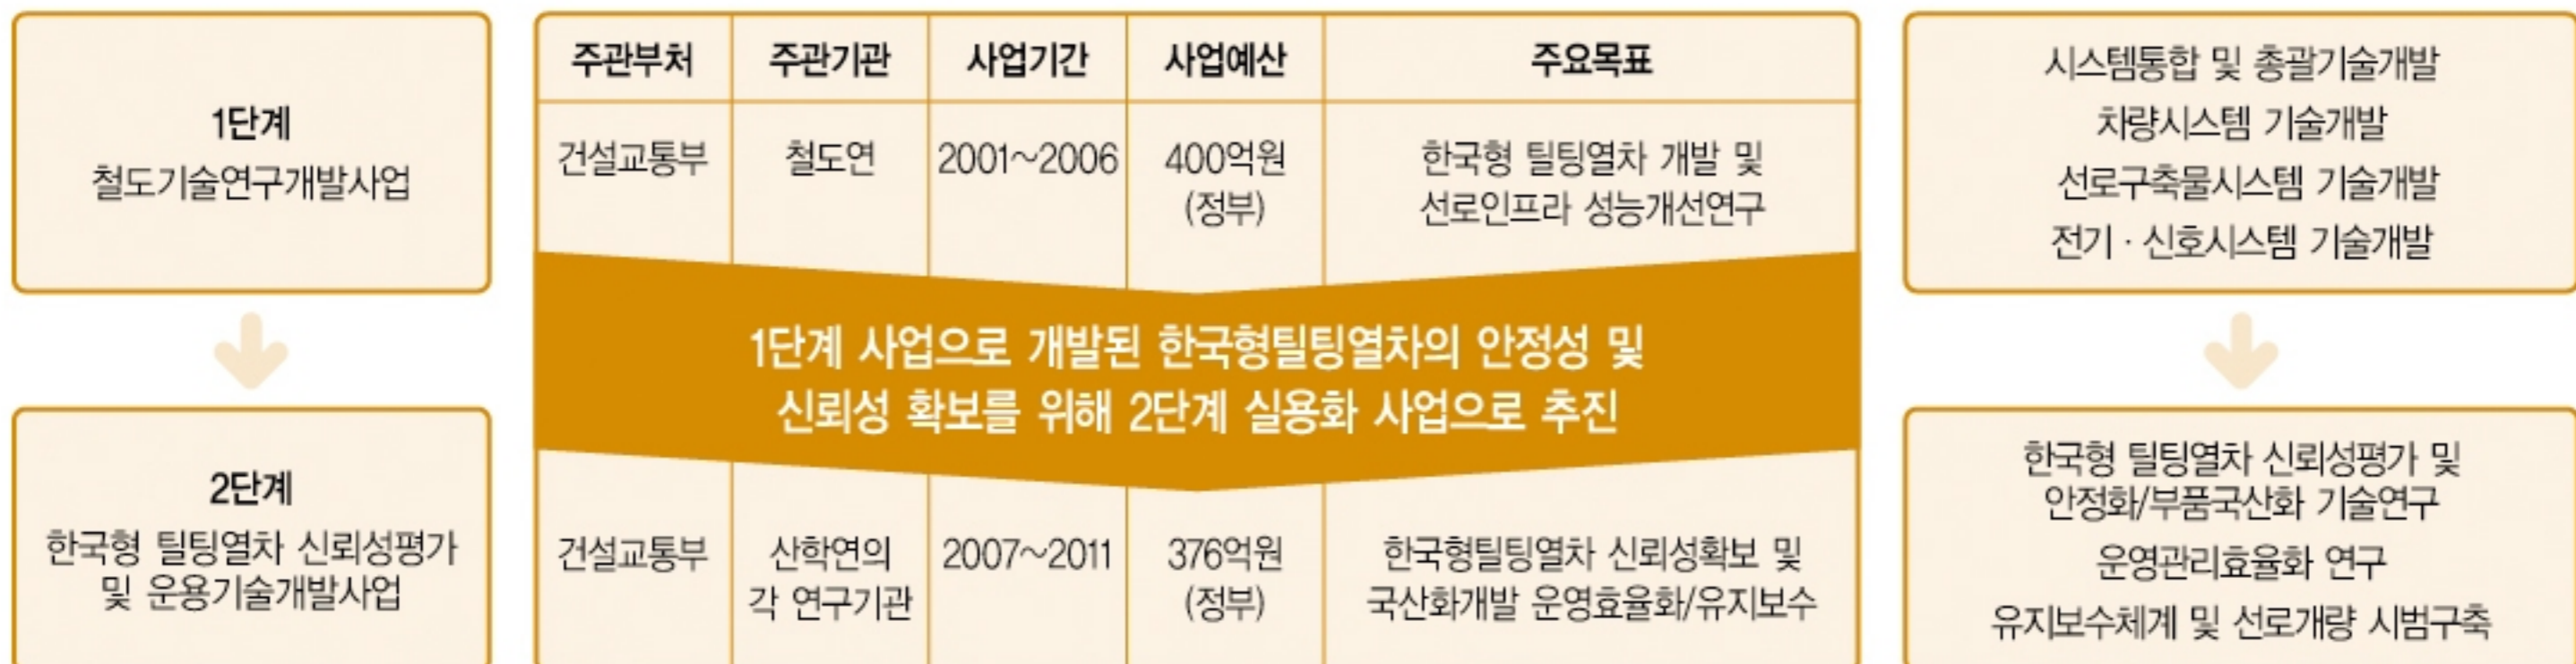 1단계
철도기술연구개발사업
주관부처 주관기관 사업기간 사업예산 주요목표
건설교통부 철도연 2001~2006 400억원 한국형 틸팅열차 개발 및
(정부) 선로인프라 성능개선연구
시스템통합 및 총괄기술개발
차량시스템 기술개발
선로구축물시스템 기술개발
전기 · 신호시스템 기술개발
1단계 사업으로 개발된 한국형틸팅열차의 안정성 및
신뢰성 확보를 위해 2단계 실용화 사업으로 추진
2단계
한국형 틸팅열차 신뢰성평가
및 운용기술개발사업
건설교통부 산학연의 2007~2011 376억원 한국형틸팅열차 신뢰성확보 및
각 연구기관 (정부) 국산화개발 운영효율화/유지보수
한국형 틸팅열차 신뢰성평가 및
안정화/부품국산화 기술연구
운영관리효율화 연구
유지보수체계 및 선로개량 시범구축